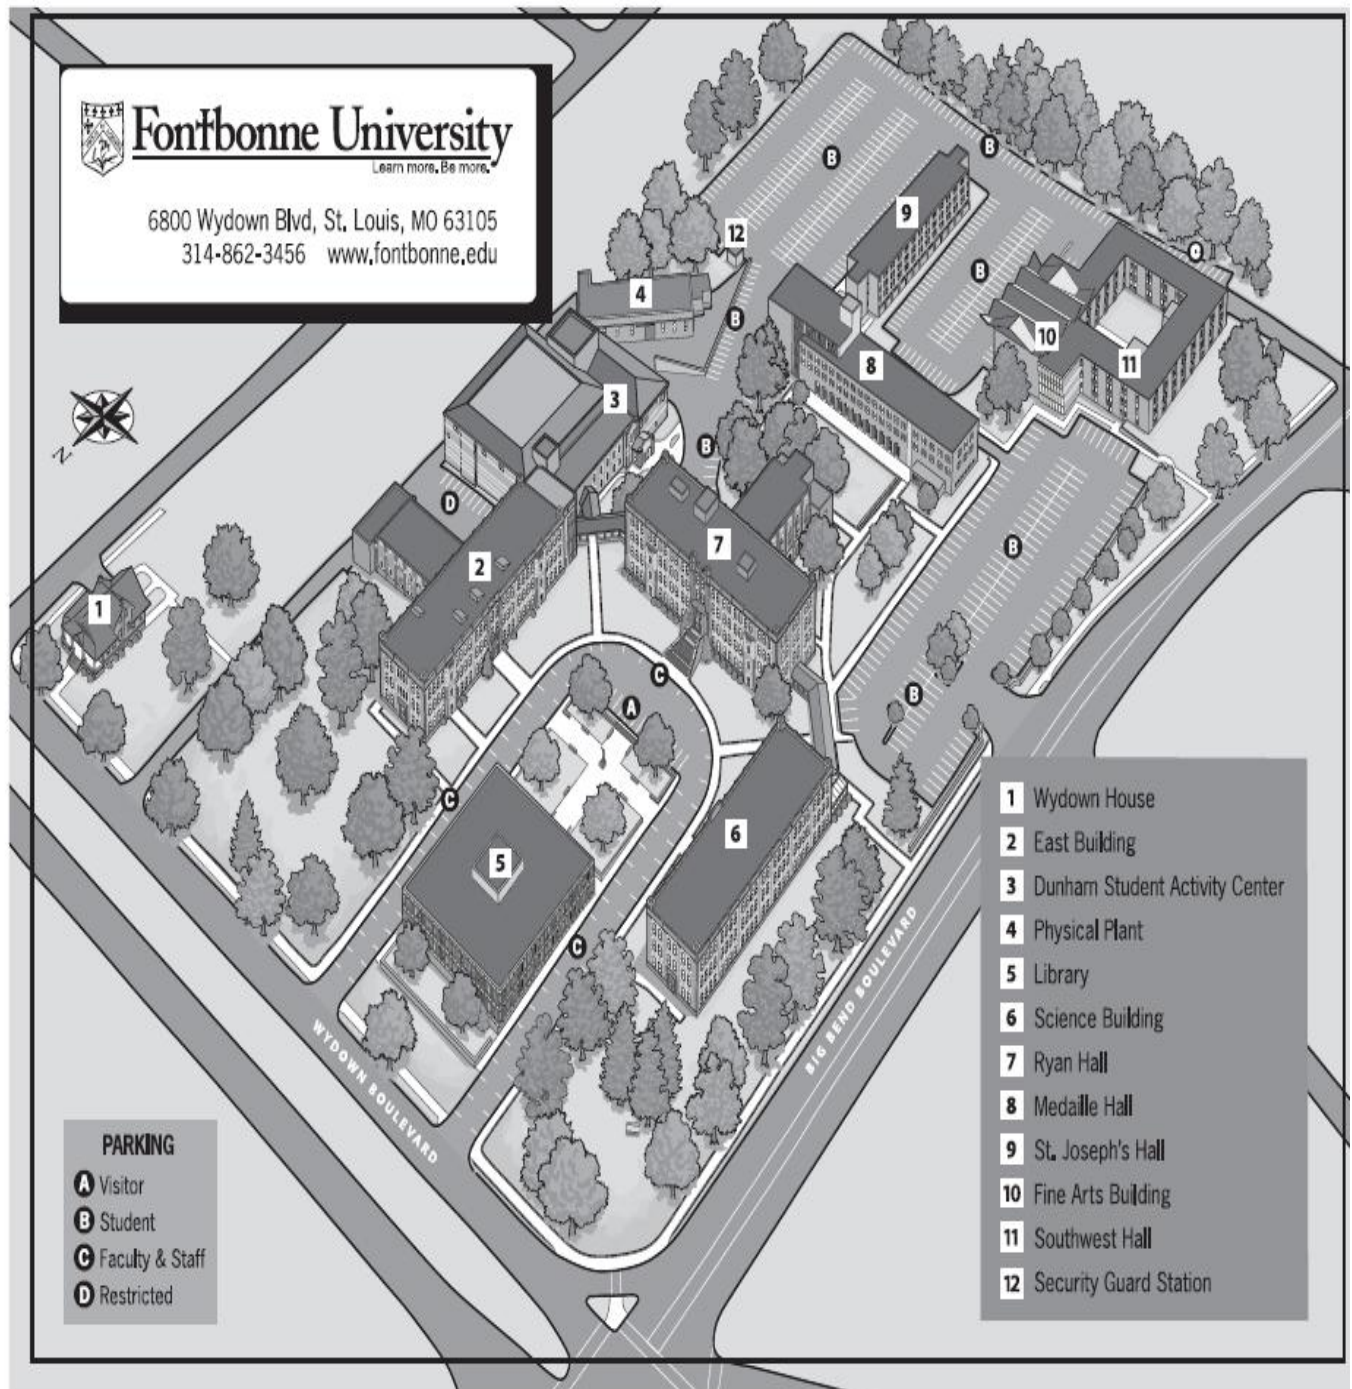 Fontbonne University
Learn more. Be more.
6800 Wydown Blvd, St. Louis, MO 63105
314-862-3456 www.fontbonne.edu
B
B
9
12
C
4
B
B
10
8
11
3
B
D
7
B
2
1
C
B
A
C
6
5
C
N
WYDOWN BOULEVARD
BIG BEND BOULEVARD
PARKING
A Visitor
B Student
C Faculty & Staff
D Restricted
1 Wydown House
2 East Building
3 Dunham Student Activity Center
4 Physical Plant
5 Library
6 Science Building
7 Ryan Hall
8 Medaille Hall
9 St. Joseph's Hall
10 Fine Arts Building
11 Southwest Hall
12 Security Guard Station